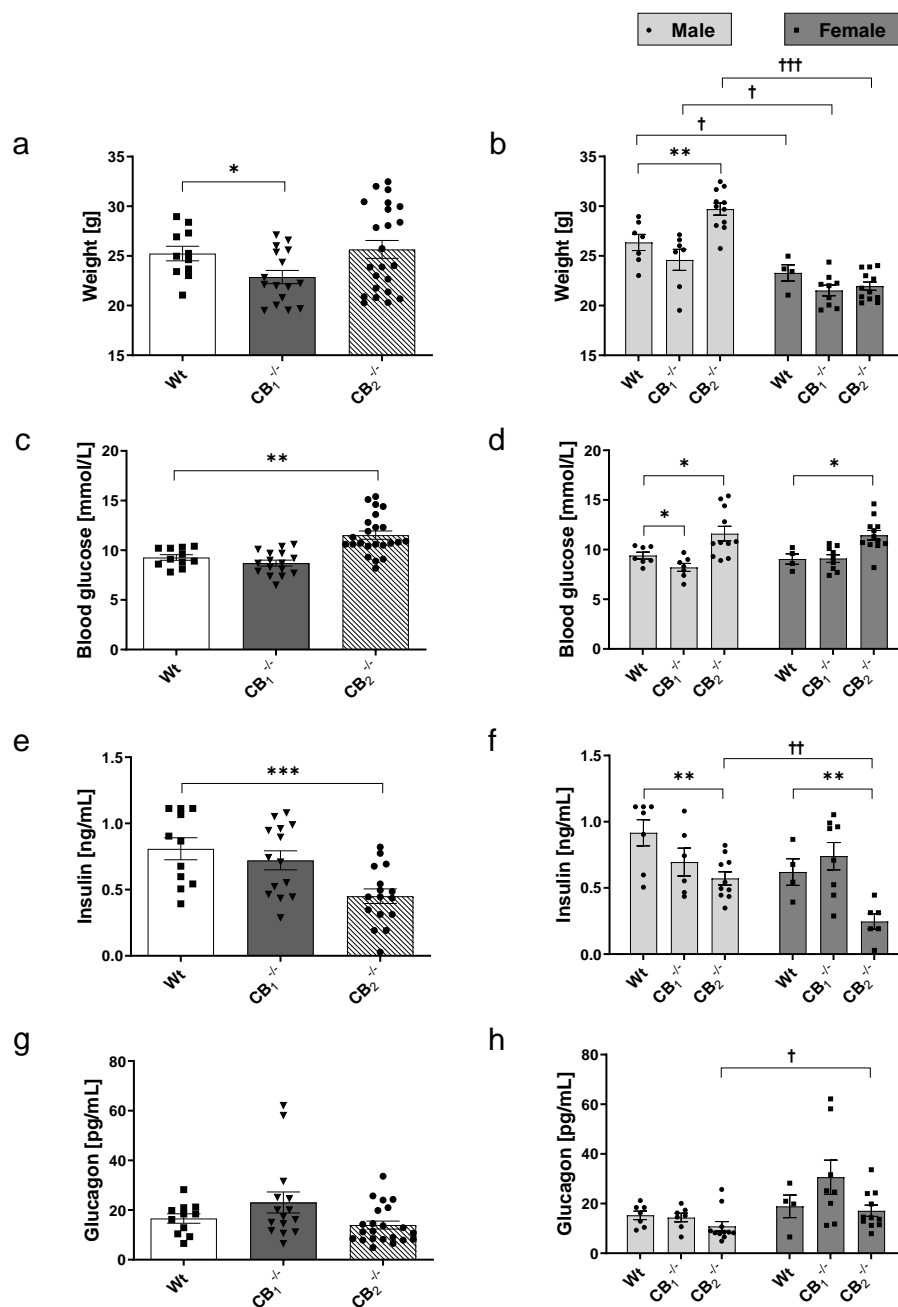 Male
Female
†††
†
†
a
b
Weight [g]
35
30
25
20
15
*
Wt
CB₁⁻/⁻
CB₂⁻/⁻
Weight [g]
35
30
25
20
15
**
Wt
CB₁⁻/⁻
CB₂⁻/⁻
Wt
CB₁⁻/⁻
CB₂⁻/⁻
c
d
Blood glucose [mmol/L]
20
15
10
5
0
**
Wt
CB₁⁻/⁻
CB₂⁻/⁻
Blood glucose [mmol/L]
20
15
10
5
0
*
*
*
Wt
CB₁⁻/⁻
CB₂⁻/⁻
Wt
CB₁⁻/⁻
CB₂⁻/⁻
e
f
Insulin [ng/mL]
1.5
1.0
0.5
0.0
***
Wt
CB₁⁻/⁻
CB₂⁻/⁻
Insulin [ng/mL]
1.5
1.0
0.5
0.0
††
**
**
Wt
CB₁⁻/⁻
CB₂⁻/⁻
Wt
CB₁⁻/⁻
CB₂⁻/⁻
g
h
Glucagon [pg/mL]
80
60
40
20
0
Wt
CB₁⁻/⁻
CB₂⁻/⁻
Glucagon [pg/mL]
80
60
40
20
0
†
Wt
CB₁⁻/⁻
CB₂⁻/⁻
Wt
CB₁⁻/⁻
CB₂⁻/⁻